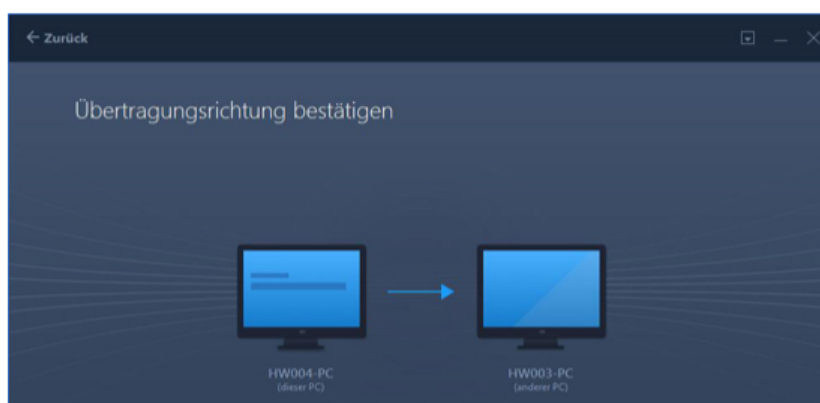 ← Zurück
Übertragungsrichtung bestätigen
HW004-PC
(dieser PC)
HW003-PC
(anderer PC)